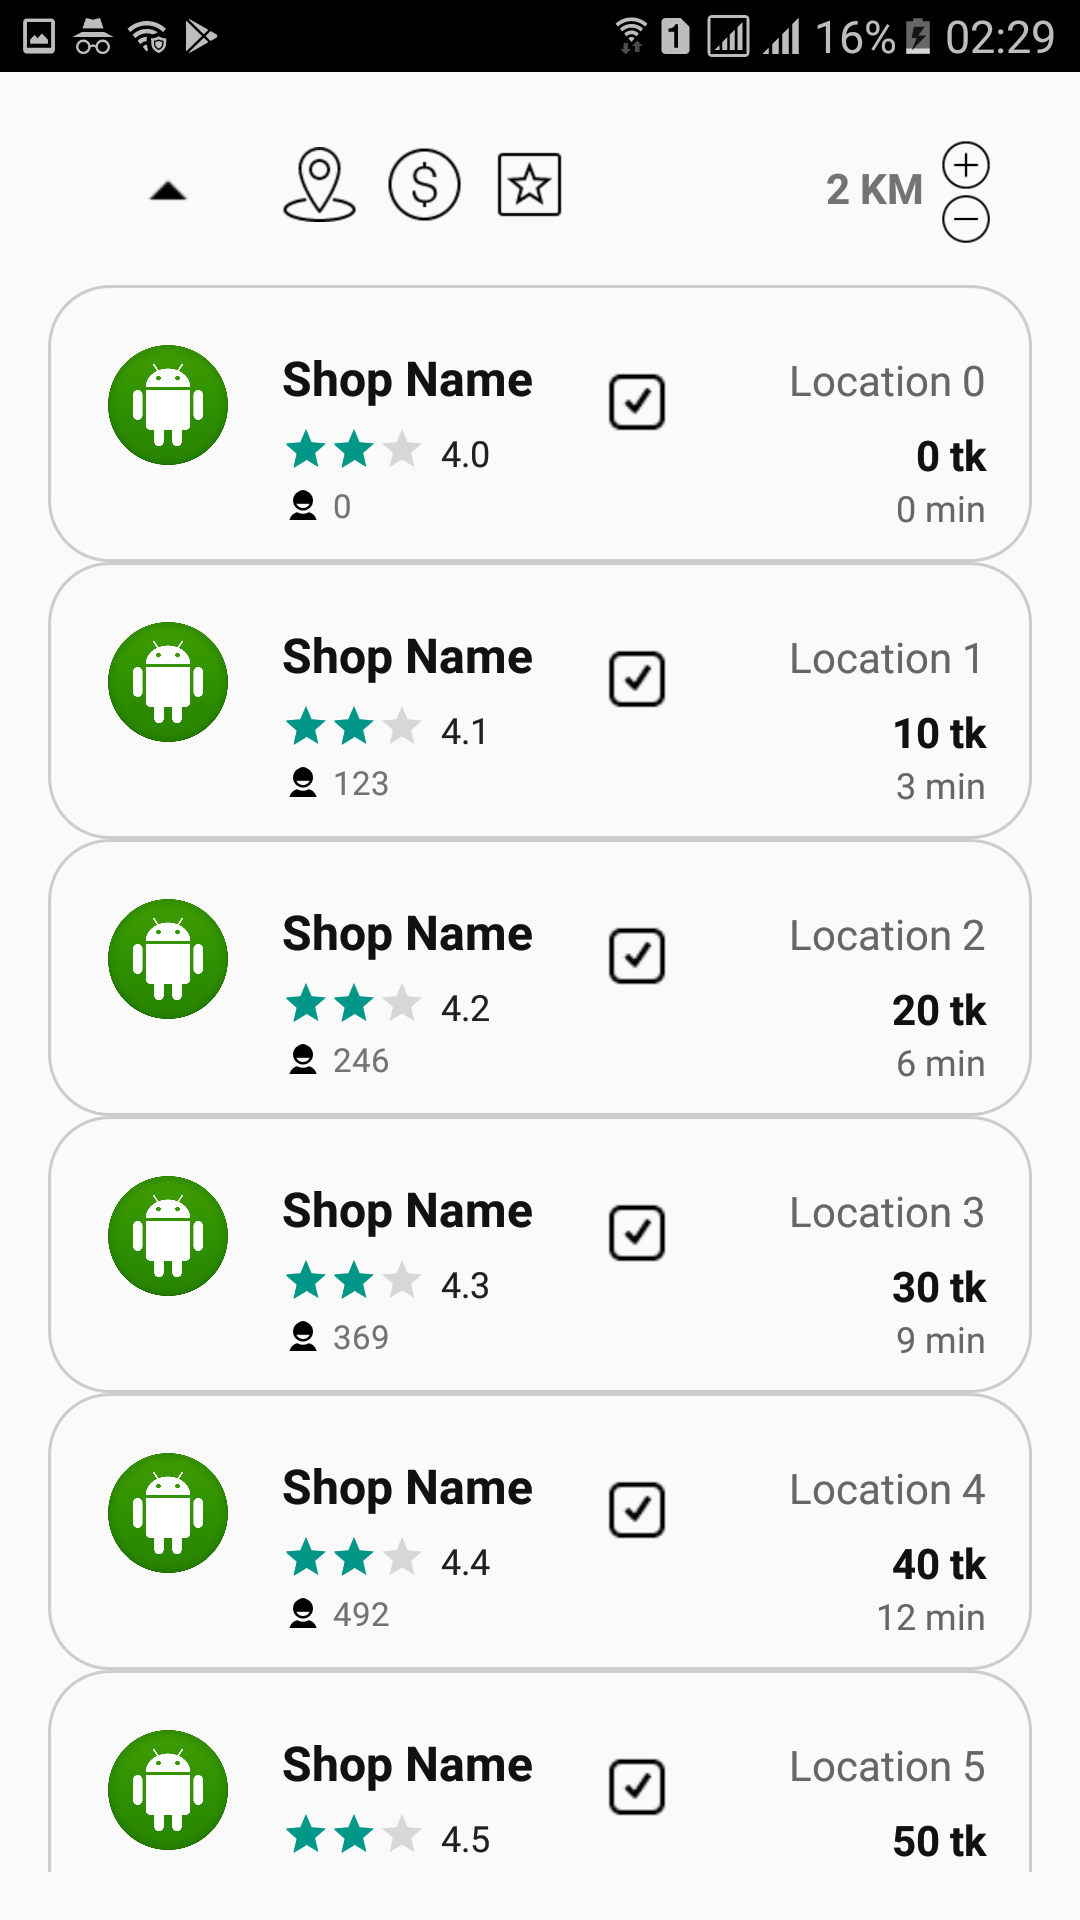 1 16% 02:29
$ 2 KM
Shop Name Location 0
4.0 0 tk
0 0 min
Shop Name Location 1
4.1 10 tk
123 3 min
Shop Name Location 2
4.2 20 tk
246 6 min
Shop Name Location 3
4.3 30 tk
369 9 min
Shop Name Location 4
4.4 40 tk
492 12 min
Shop Name Location 5
4.5 50 tk